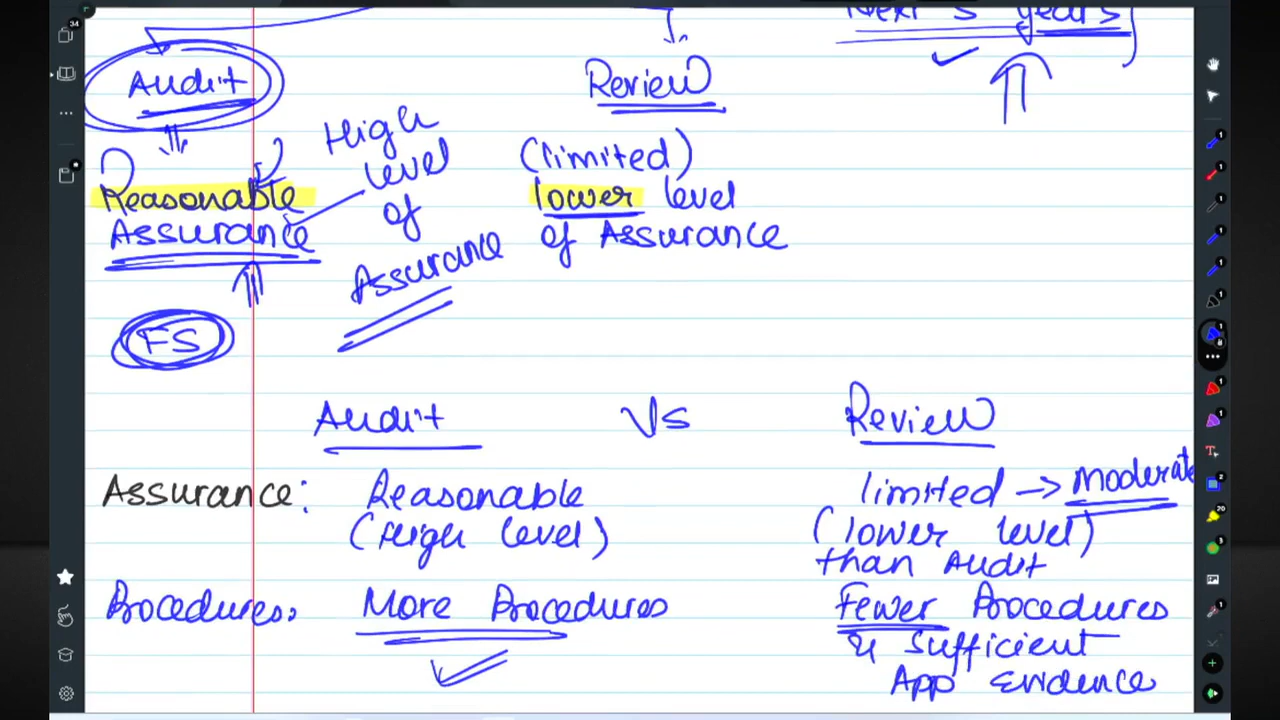 Next 5 years
Audit
Review
Reasonable
Assurance
High
level
of
Assurance
(limited)
lower level
of Assurance
FS
Audit Vs Review
Assurance: Reasonable limited → Moderate
(High level) (lower level)
than Audit
Procedures: More Procedures Fewer Procedures
& Sufficient
App Evidence